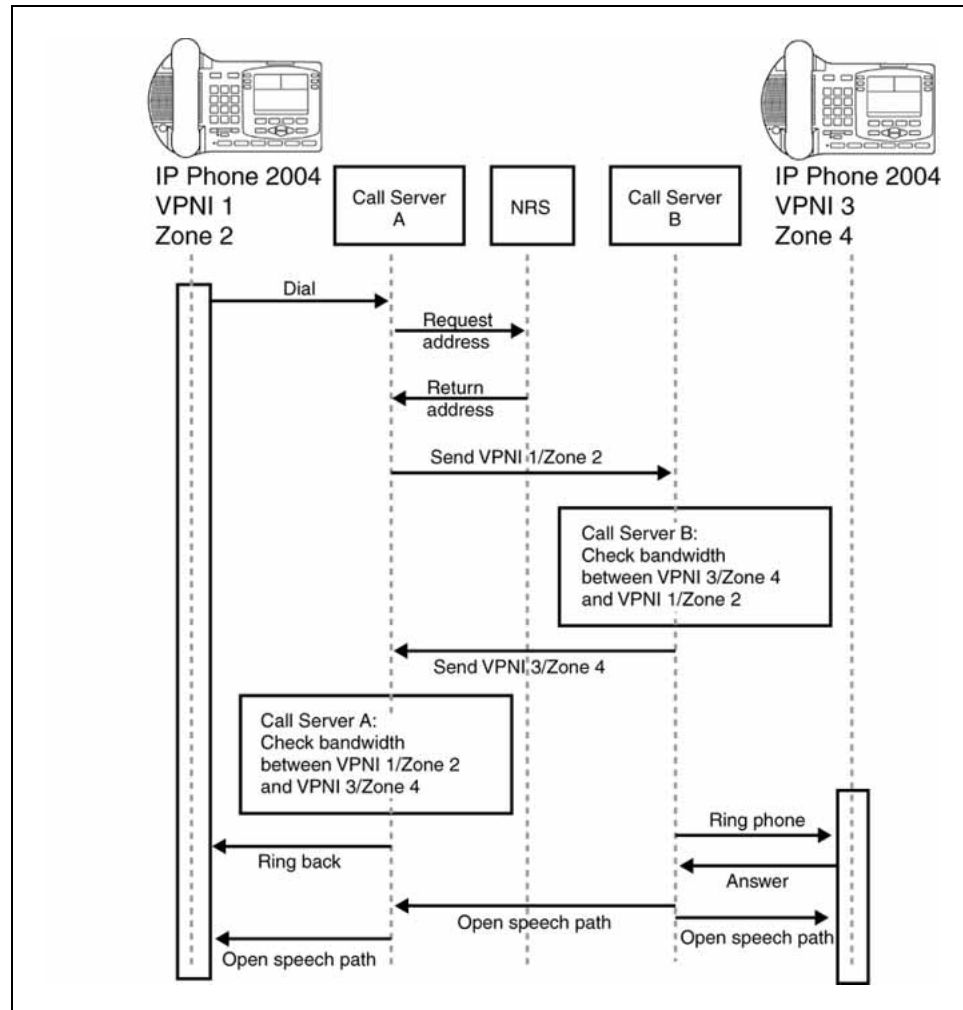 IP Phone 2004
VPNI 1
Zone 2
Call Server
A
NRS
Call Server
B
IP Phone 2004
VPNI 3
Zone 4
Dial
Request
address
Return
address
Send VPNI 1/Zone 2
Call Server B:
Check bandwidth
between VPNI 3/Zone 4
and VPNI 1/Zone 2
Send VPNI 3/Zone 4
Call Server A:
Check bandwidth
between VPNI 1/Zone 2
and VPNI 3/Zone 4
Ring phone
Ring back
Answer
Open speech path
Open speech path
Open speech path